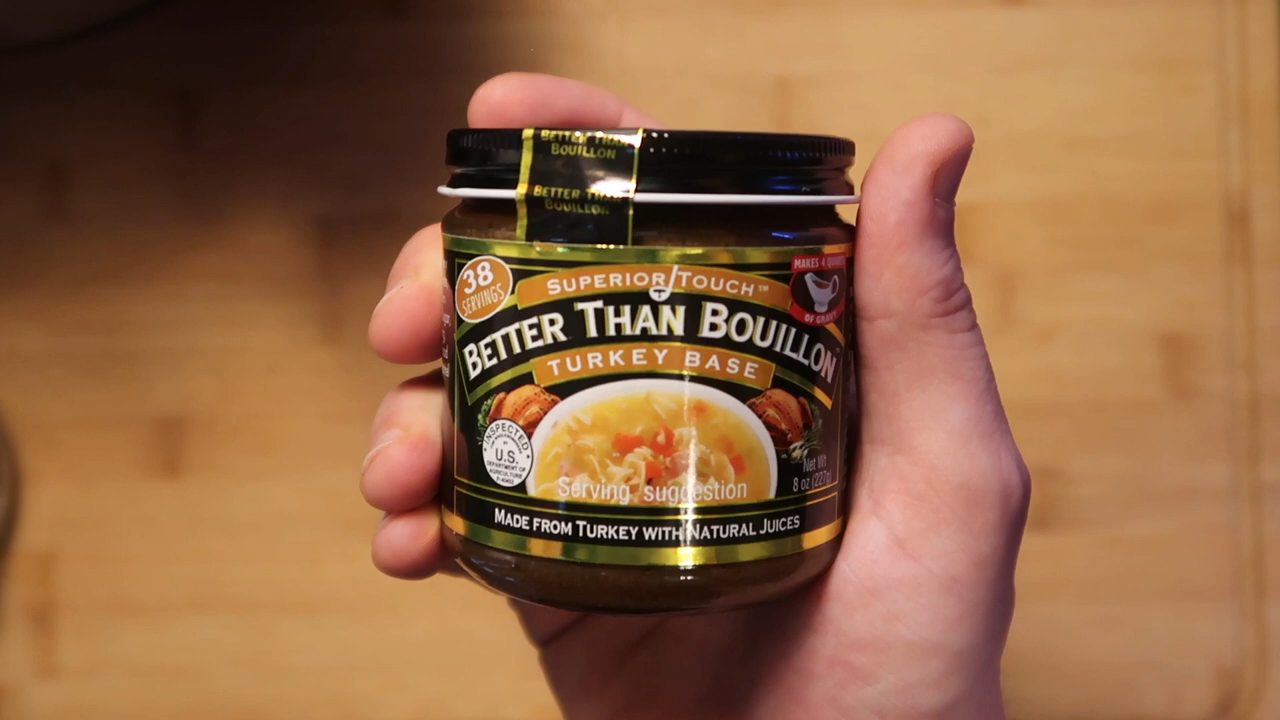 BETTER THAN
BOUILLON
BETTER THAN
BOUILLON
38
SERVINGS
SUPERIOR TOUCH™
T
MAKES 4 QUARTS
OF GRAVY
BETTER THAN BOUILLON
TURKEY BASE
INSPECTED
U.S.
DEPARTMENT OF
AGRICULTURE
Net Wt
8 oz (227g)
Serving suggestion
MADE FROM TURKEY WITH NATURAL JUICES